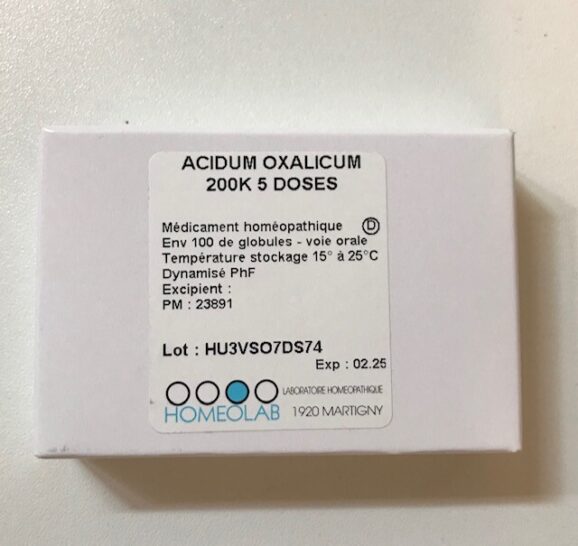 ACIDUM OXALICUM
200K 5 DOSES
Médicament homéopathique Ⓓ
Env 100 de globules - voie orale
Température stockage 15° à 25°C
Dynamisé PhF
Excipient :
PM : 23891
Lot : HU3VSO7DS74
Exp : 02.25
LABORATOIRE HOMEOPATHIQUE
HOMEOLAB 1920 MARTIGNY